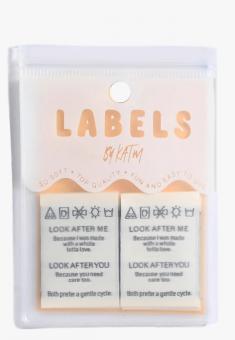 LABELS
BY KATM
SO SOFT • TOP QUALITY • FUN AND EASY TO USE
LOOK AFTER ME
Because I was made
with a whole
lotta love.
LOOK AFTER YOU
Because you need
care too.
Both prefer a gentle cycle.
LOOK AFTER ME
Because I was made
with a whole
lotta love.
LOOK AFTER YOU
Because you need
care too.
Both prefer a gentle cycle.